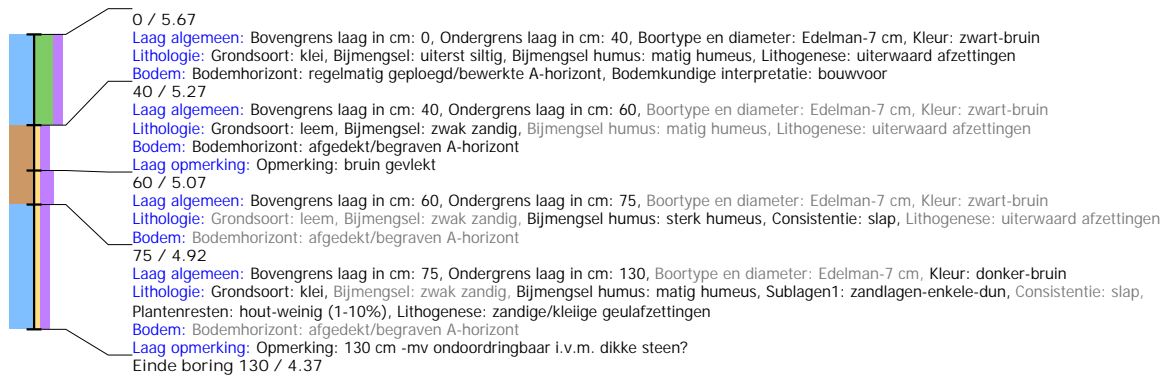 0 / 5.67
Laag algemeen: Bovengrens laag in cm: 0, Ondergrens laag in cm: 40, Boortype en diameter: Edelman-7 cm, Kleur: zwart-bruin
Lithologie: Grondsoort: klei, Bijmengsel: uiterst siltig, Bijmengsel humus: matig humeus, Lithogenese: uiterwaard afzettingen
Bodem: Bodemhorizont: regelmatig geploegd/bewerkte A-horizont, Bodemkundige interpretatie: bouwvoor
40 / 5.27
Laag algemeen: Bovengrens laag in cm: 40, Ondergrens laag in cm: 60, Boortype en diameter: Edelman-7 cm, Kleur: zwart-bruin
Lithologie: Grondsoort: leem, Bijmengsel: zwak zandig, Bijmengsel humus: matig humeus, Lithogenese: uiterwaard afzettingen
Bodem: Bodemhorizont: afgedekt/begraven A-horizont
Laag opmerking: Opmerking: bruin gevlekt
60 / 5.07
Laag algemeen: Bovengrens laag in cm: 60, Ondergrens laag in cm: 75, Boortype en diameter: Edelman-7 cm, Kleur: zwart-bruin
Lithologie: Grondsoort: leem, Bijmengsel: zwak zandig, Bijmengsel humus: sterk humeus, Consistentie: slap, Lithogenese: uiterwaard afzettingen
Bodem: Bodemhorizont: afgedekt/begraven A-horizont
75 / 4.92
Laag algemeen: Bovengrens laag in cm: 75, Ondergrens laag in cm: 130, Boortype en diameter: Edelman-7 cm, Kleur: donker-bruin
Lithologie: Grondsoort: klei, Bijmengsel: zwak zandig, Bijmengsel humus: matig humeus, Sublagen1: zandlagen-enkele-dun, Consistentie: slap,
Plantenresten: hout-weinig (1-10%), Lithogenese: zandige/kleiige geulafzettingen
Bodem: Bodemhorizont: afgedekt/begraven A-horizont
Laag opmerking: Opmerking: 130 cm -mv ondoordringbaar i.v.m. dikke steen?
Einde boring 130 / 4.37